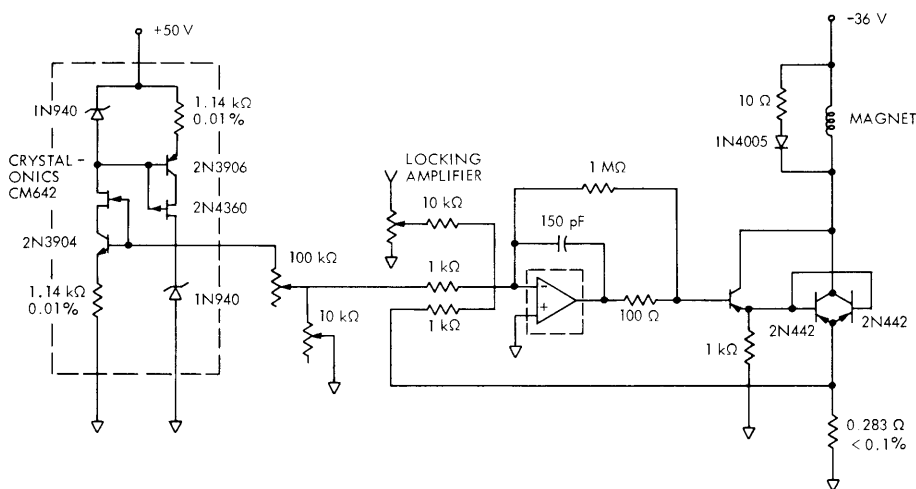 +50 V
1N940
1.14 kΩ
0.01%
CRYSTAL-
ONICS
CM642
2N3906
2N4360
2N3904
1.14 kΩ
0.01%
1N940
100 kΩ
10 kΩ
LOCKING
AMPLIFIER
10 kΩ
1 kΩ
1 kΩ
1 MΩ
150 pF
-
+
100 Ω
1 kΩ
-36 V
10 Ω
1N4005
MAGNET
2N442
2N442
0.283 Ω
<0.1%